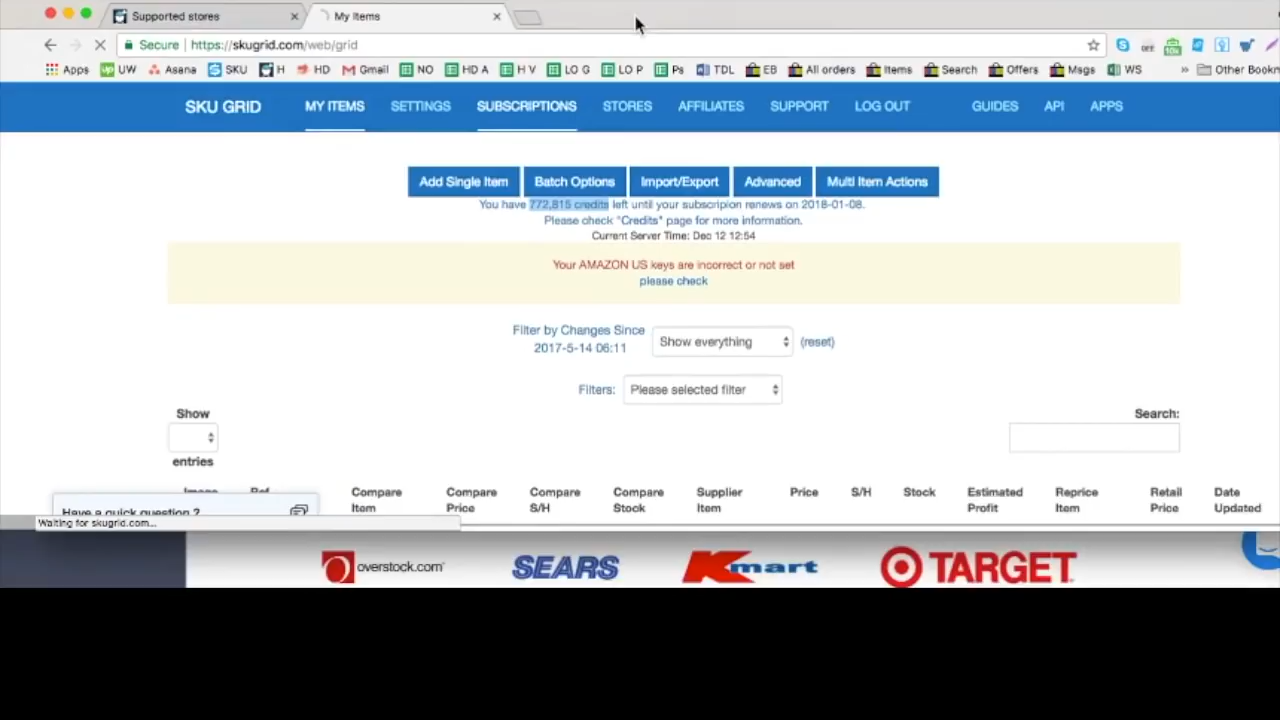 Supported stores
My Items
Secure https://skugrid.com/web/grid
Apps UW Asana SKU H HD Gmail NO HD A H V LO G LO P Ps TDL EB All orders Items Search Offers Msgs WS » Other Bookm
SKU GRID MY ITEMS SETTINGS SUBSCRIPTIONS STORES AFFILIATES SUPPORT LOG OUT GUIDES API APPS
Add Single Item Batch Options Import/Export Advanced Multi Item Actions
You have 772,815 credits left until your subscripion renews on 2018-01-08.
Please check "Credits" page for more information.
Current Server Time: Dec 12 12:54
Your AMAZON US keys are incorrect or not set
please check
Filter by Changes Since
2017-5-14 06:11
Show everything
(reset)
Filters: Please selected filter
Show
entries
Search:
Image Ref Compare Item Compare Price Compare S/H Compare Stock Supplier Item Price S/H Stock Estimated Profit Reprice Item Retail Price Date Updated
Have a quick question ?
Waiting for skugrid.com...
overstock.com SEARS Kmart TARGET